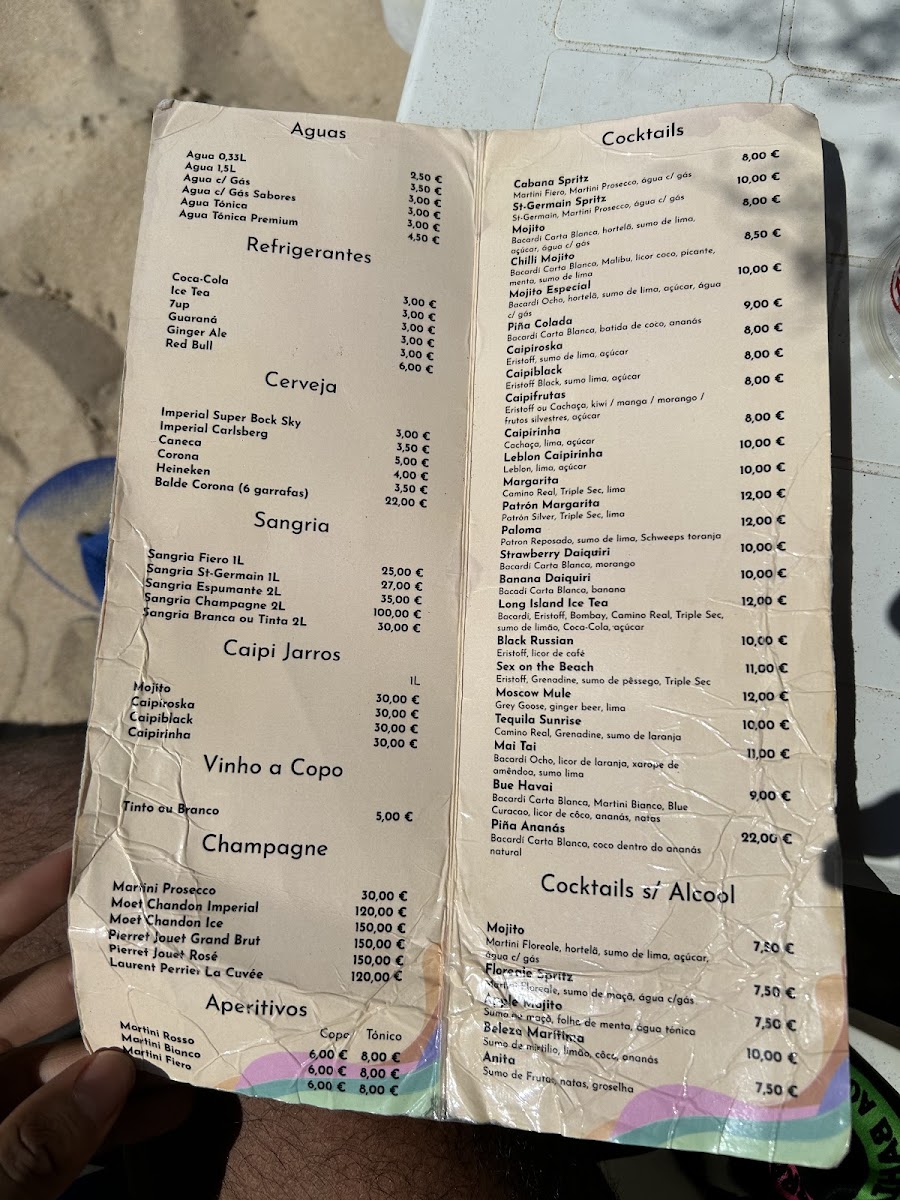 Aguas
Agua 0,33L 2,50 €
Agua 1,5L 3,50 €
Agua c/ Gás 3,00 €
Agua c/ Gás Sabores 3,00 €
Agua Tónica 3,00 €
Agua Tónica Premium 4,50 €
Refrigerantes
Coca-Cola 3,00 €
Ice Tea 3,00 €
7up 3,00 €
Guaraná 3,00 €
Ginger Ale 3,00 €
Red Bull 6,00 €
Cerveja
Imperial Super Bock Sky 3,00 €
Imperial Carlsberg 3,50 €
Caneca 5,00 €
Corona 4,00 €
Heineken 3,50 €
Balde Corona (6 garrafas) 22,00 €
Sangria
Sangria Fiero 1L 25,00 €
Sangria St-Germain 1L 27,00 €
Sangria Espumante 2L 35,00 €
Sangria Champagne 2L 100,00 €
Sangria Branca ou Tinta 2L 30,00 €
Caipi Jarros
1L
Mojito 30,00 €
Caipiroska 30,00 €
Caipiblack 30,00 €
Caipirinha 30,00 €
Vinho a Copo
Tinto ou Branco 5,00 €
Champagne
Martini Prosecco 30,00 €
Moet Chandon Imperial 120,00 €
Moet Chandon Ice 150,00 €
Pierret Jouet Grand Brut 150,00 €
Pierret Jouet Rosé 150,00 €
Laurent Perrier La Cuvée 120,00 €
Aperitivos
Copo Tónico
Martini Rosso 6,00 € 8,00 €
Martini Bianco 6,00 € 8,00 €
Martini Fiero 6,00 € 8,00 €
Cocktails
Cabana Spritz 8,00 €
Martini Fiero, Martini Prosecco, água c/ gás
St-Germain Spritz 10,00 €
St-Germain, Martini Prosecco, água c/ gás
Mojito 8,00 €
Bacardi Carta Blanca, hortelã, sumo de lima,
açúcar, água c/ gás
Chilli Mojito 8,50 €
Bacardi Carta Blanca, Malibu, licor coco, picante,
menta, sumo de lima
Mojito Especial 10,00 €
Bacardi Ocho, hortelã, sumo de lima, açúcar, água
c/ gás
Piña Colada 9,00 €
Bacardi Carta Blanca, batida de coco, ananás
Caipiroska 8,00 €
Eristoff, sumo de lima, açúcar
Caipiblack 8,00 €
Eristoff Black, sumo lima, açúcar
Caipifrutas 8,00 €
Eristoff ou Cachaça, kiwi / manga / morango /
frutos silvestres, açúcar
Caipirinha 8,00 €
Cachaça, lima, açúcar
Leblon Caipirinha 10,00 €
Leblon, lima, açúcar
Margarita 10,00 €
Camino Real, Triple Sec, lima
Patrón Margarita 12,00 €
Patrón Silver, Triple Sec, lima
Paloma 12,00 €
Patron Reposado, sumo de lima, Schweeps toranja
Strawberry Daiquiri 10,00 €
Bacardi Carta Blanca, morango
Banana Daiquiri 10,00 €
Bacadi Carta Blanca, banana
Long Island Ice Tea 12,00 €
Bacardi, Eristoff, Bombay, Camino Real, Triple Sec,
sumo de limão, Coca-Cola, açúcar
Black Russian 10,00 €
Eristoff, licor de café
Sex on the Beach 11,00 €
Eristoff, Grenadine, sumo de pêssego, Triple Sec
Moscow Mule 12,00 €
Grey Goose, ginger beer, lima
Tequila Sunrise 10,00 €
Camino Real, Grenadine, sumo de laranja
Mai Tai 11,00 €
Bacardi Ocho, licor de laranja, xarope de
amêndoa, sumo lima
Bue Havai 9,00 €
Bacardi Carta Blanca, Martini Bianco, Blue
Curacao, licor de côco, ananás, natas
Piña Ananás 22,00 €
Bacardi Carta Blanca, coco dentro do ananás
natural
Cocktails s/ Alcool
Mojito 7,50 €
Martini Floreale, hortelã, sumo de lima, açúcar,
água c/ gás
Floreale Spritz 7,50 €
Martini Floreale, sumo de maçã, água c/gás
Apple Mojito 7,50 €
Sumo de maçã, folha de menta, água tónica
Beleza Marítima 10,00 €
Sumo de mirtilio, limão, côco, ananás
Anita 7,50 €
Sumo de Frutas, natas, groselha